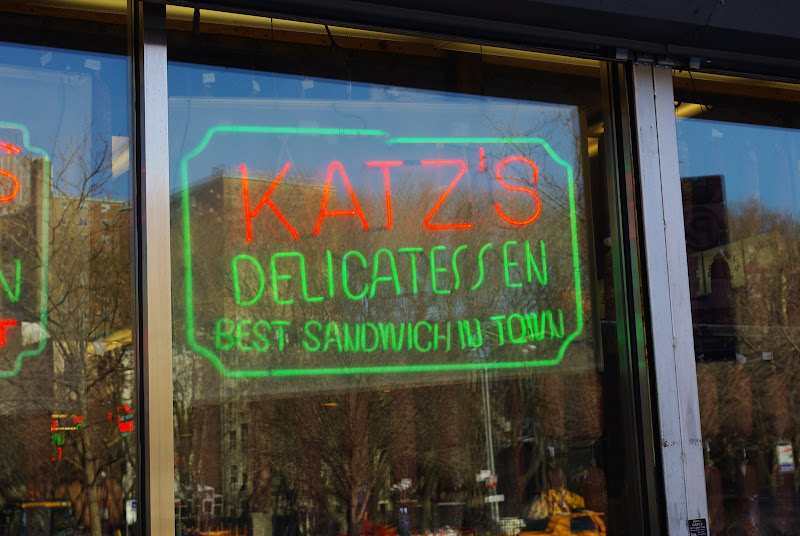 KATZ'S
DELICATESSEN
BEST SANDWICH IN TOWN